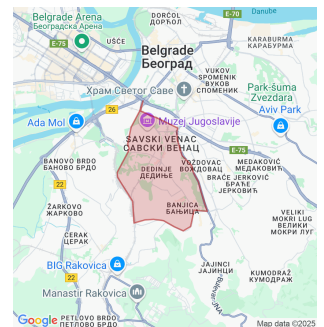 Danube
E-70
DORĆOL
ДОРЋОЛ
Belgrade Arena
Београдска Арена
UŠĆE
УШЋЕ
E-75
Belgrade
Београд
KARABURMA
КАРАБУРМА
VUKOV
SPOMENIK
ВУКОВ
СПОМЕНИК
Park-šuma
Zvezdara
Храм Светог Саве
26
Aviv Park
Ada Mol
Muzej Jugoslavije
SAVSKI VENAC
САВСКИ ВЕНАЦ
BANOVO BRDO
БАНОВО БРДО
VOŽDOVAC
ВОЖДОВАЦ
MEDAKOVIĆ
МЕДАКОВИЋ
DEDINJE
ДЕДИЊЕ
BRAĆE JERKOVIĆ
БРАЋЕ
ЈЕРКОВИЋ
22
ŽARKOVO
ЖАРКОВО
BANJICA
БАЊИЦА
E-75
VELIKI
MOKRI LUG
ВЕЛИКИ
МОКРИ ЛУГ
CERAK
ЦЕРАК
BIG Rakovica
JAJINCI
ЈАЈИНЦИ
KUMODRAŽ
КУМОДРАЖ
Manastir Rakovica
22
Bulevar JNA
Google
PETLOVO BRDO
ПЕТЛОВО БРДО
Map data ©2025